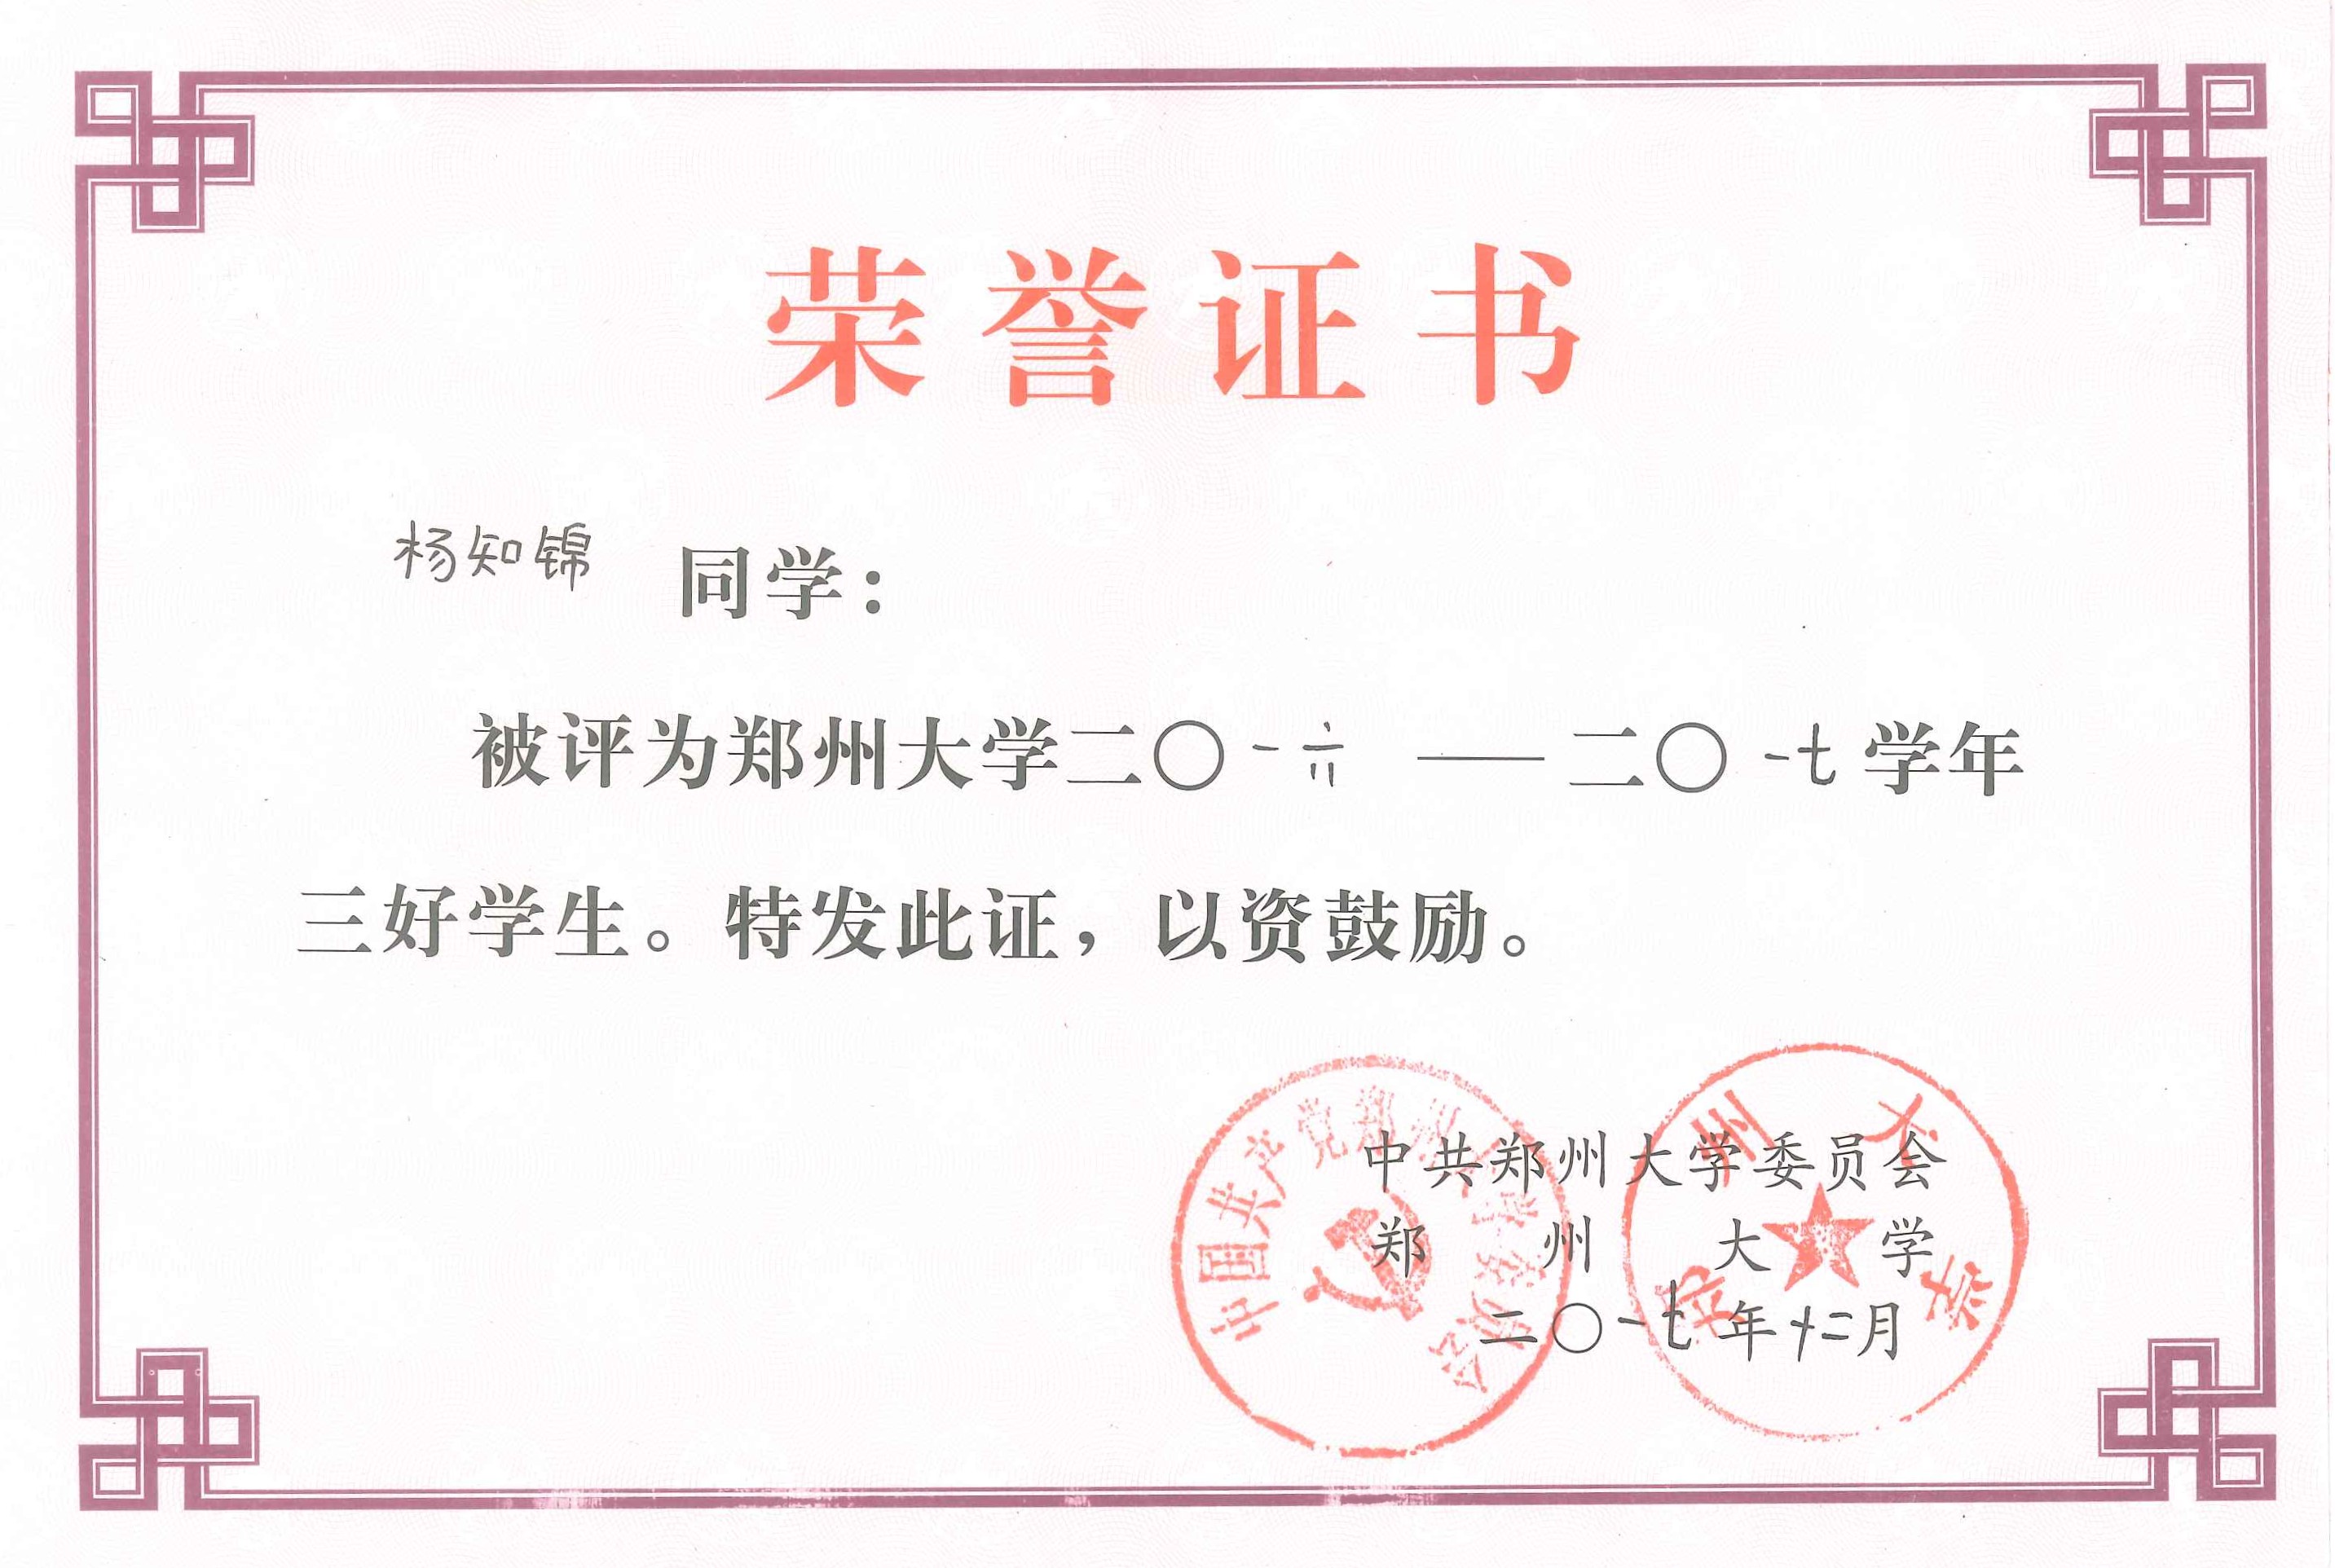 荣誉证书
杨知锦 同学：
被评为郑州大学二〇一六——二〇一七学年
三好学生。特发此证，以资鼓励。
中共郑州大学委员会
郑州大学
二〇一七年十二月
中国共产党郑州大学委员会
郑州大学